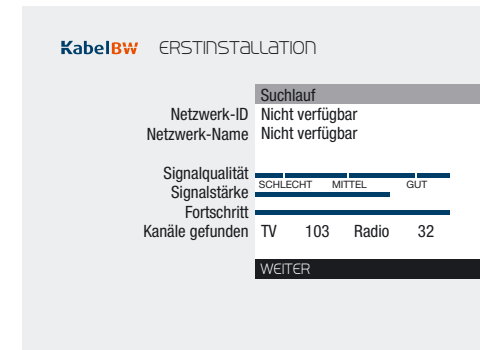 KabelBW ERSTINSTALLATION
Suchlauf
Netzwerk-ID Nicht verfügbar
Netzwerk-Name Nicht verfügbar
Signalqualität
SCHLECHT MITTEL GUT
Signalstärke
Fortschritt
Kanäle gefunden TV 103 Radio 32
WEITER